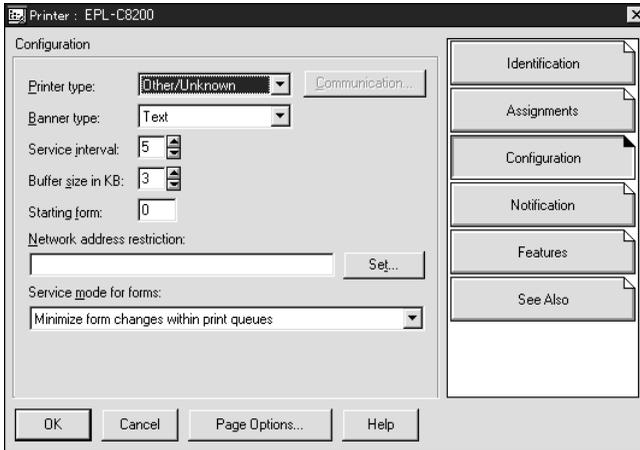 Printer : EPL-C8200
Configuration
Printer type: Other/Unknown Communication...
Banner type: Text
Service interval: 5
Buffer size in KB: 3
Starting form: 0
Network address restriction:
Set...
Service mode for forms:
Minimize form changes within print queues
OK Cancel Page Options... Help
Identification
Assignments
Configuration
Notification
Features
See Also